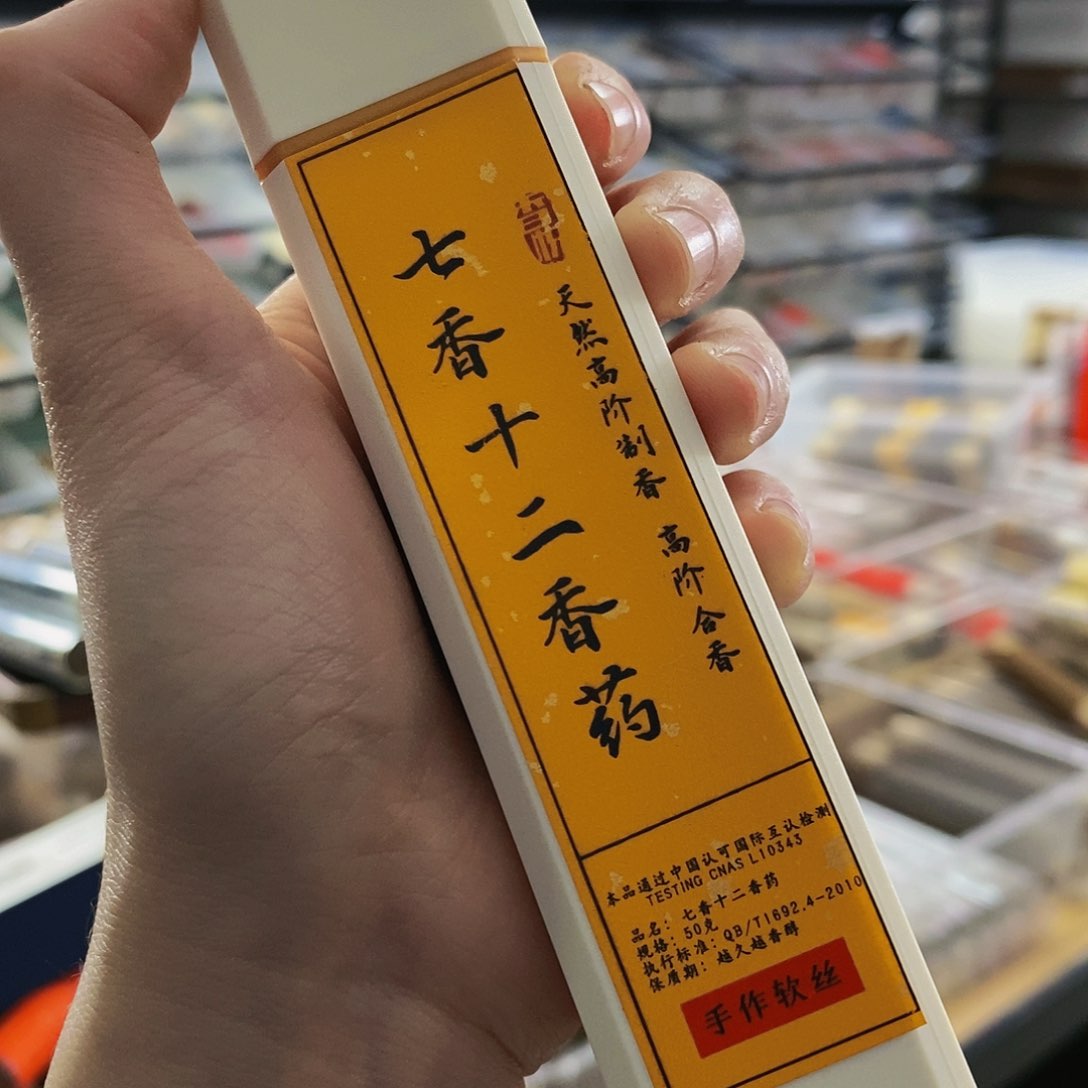 七香十二香药
天然高阶制香 高阶合香
本品通过中国认可国际互认检测
TESTING CNAS L10343
品名：七香十二香药
规格：50克
执行标准：QB/T1692.4-2010
保质期：越久越香醇
手作软丝